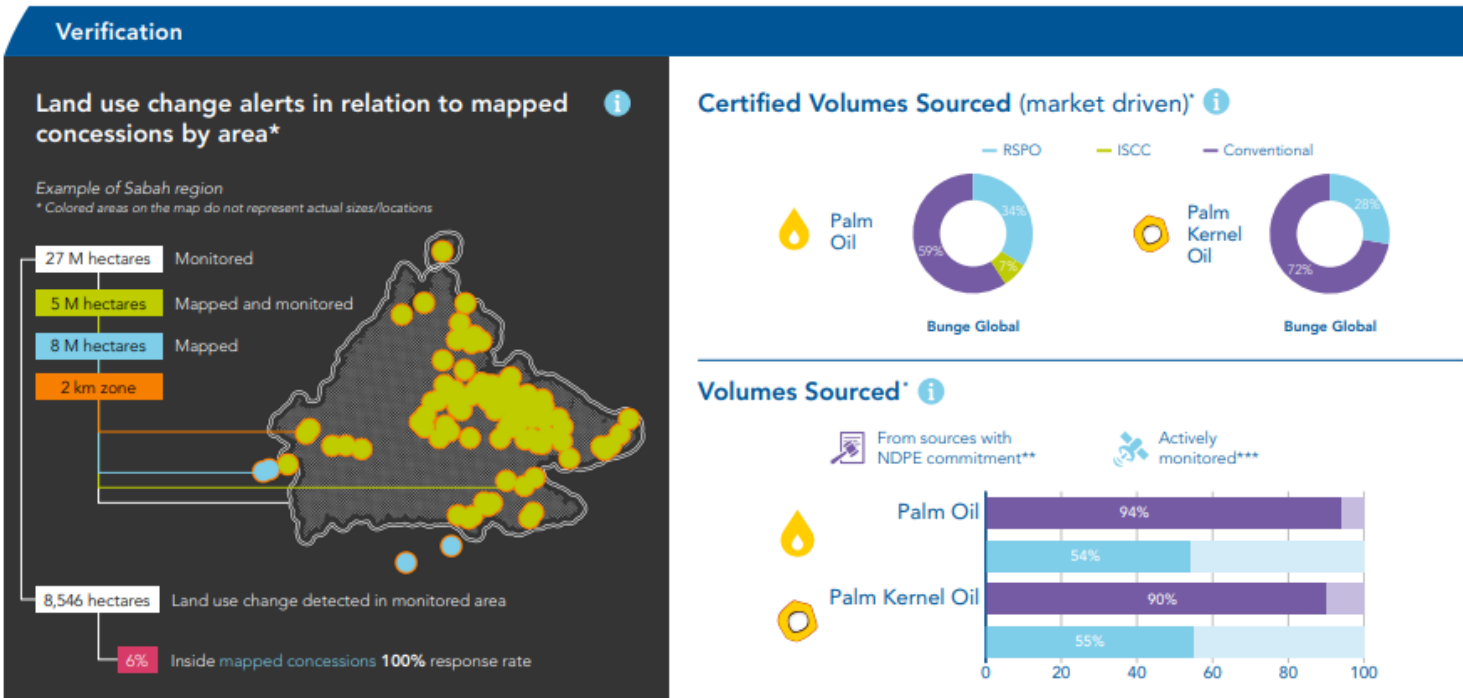 Verification
Land use change alerts in relation to mapped
concessions by area*
Example of Sabah region
* Colored areas on the map do not represent actual sizes/locations
27 M hectares Monitored
5 M hectares Mapped and monitored
8 M hectares Mapped
2 km zone
8,546 hectares Land use change detected in monitored area
6% Inside mapped concessions 100% response rate
Certified Volumes Sourced (market driven)*
RSPO ISCC Conventional
Palm
Oil
34%
59%
7%
Bunge Global
Palm
Kernel
Oil
28%
72%
Bunge Global
Volumes Sourced*
From sources with
NDPE commitment**
Actively
monitored***
Palm Oil 94%
54%
Palm Kernel Oil 90%
55%
0 20 40 60 80 100